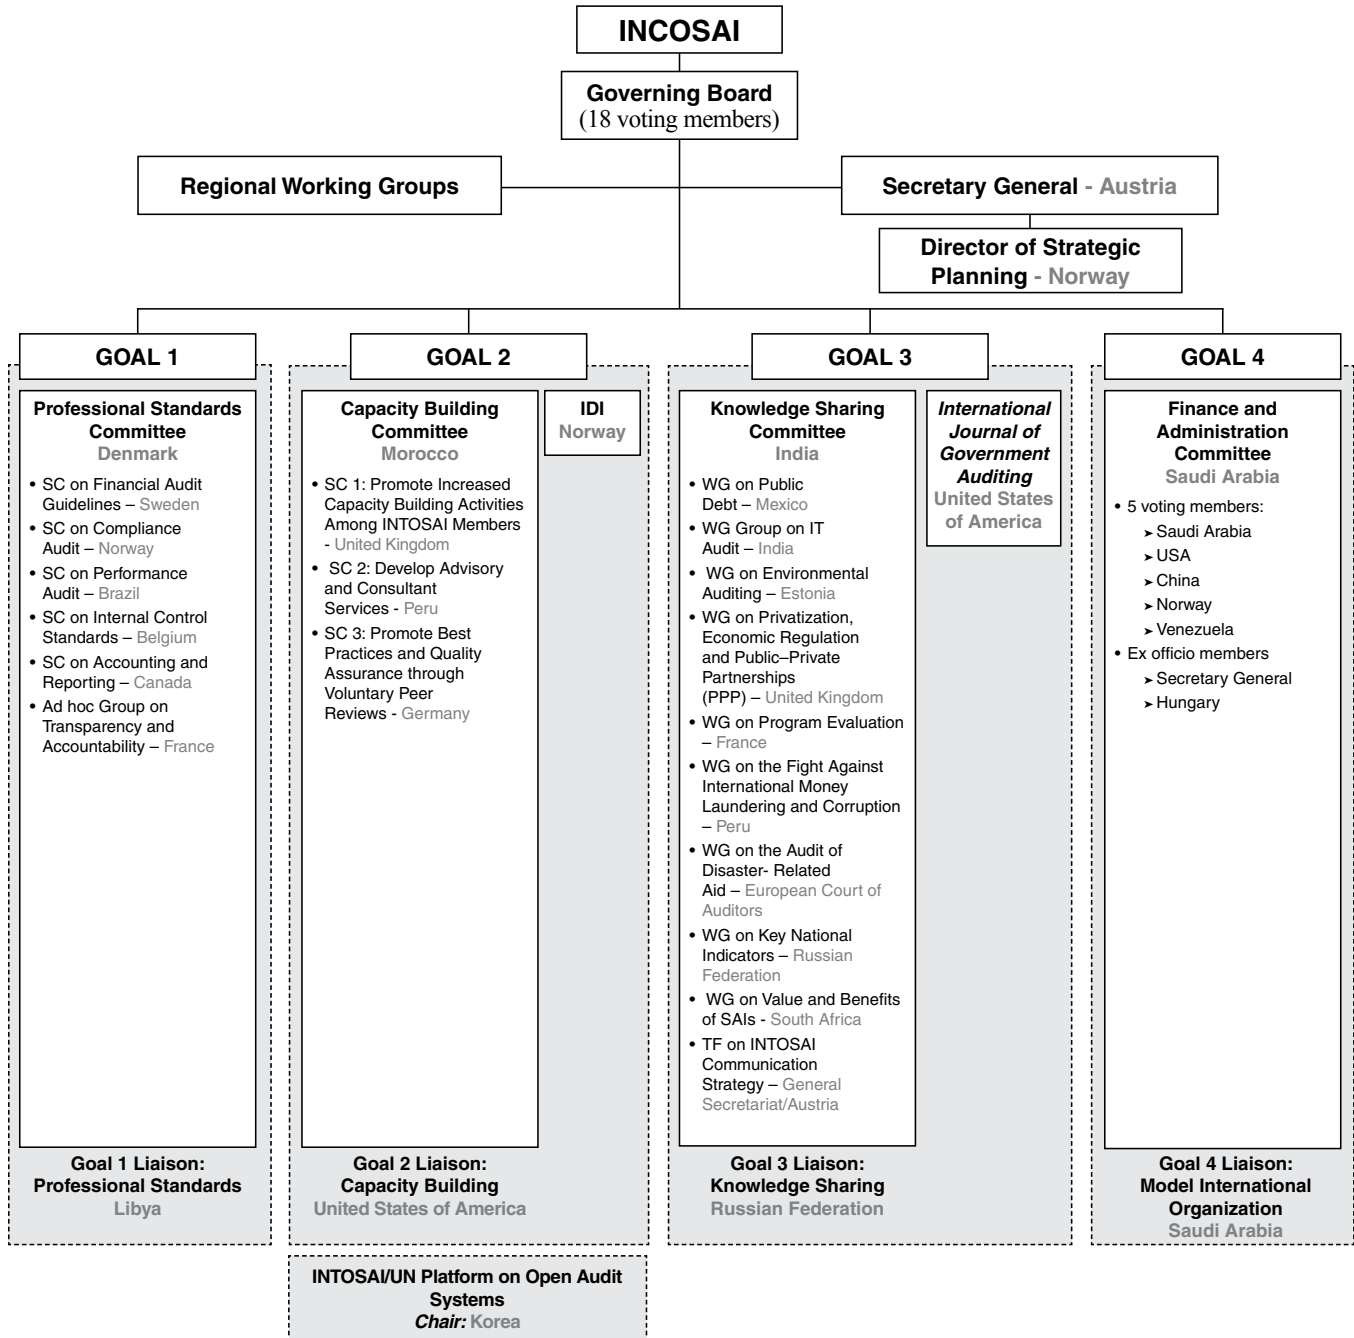 INCOSAI
Governing Board
(18 voting members)
Regional Working Groups
Secretary General - Austria
Director of Strategic
Planning - Norway
GOAL 1
Professional Standards
Committee
Denmark
• SC on Financial Audit
Guidelines – Sweden
• SC on Compliance
Audit – Norway
• SC on Performance
Audit – Brazil
• SC on Internal Control
Standards – Belgium
• SC on Accounting and
Reporting – Canada
• Ad hoc Group on
Transparency and
Accountability – France
Goal 1 Liaison:
Professional Standards
Libya
GOAL 2
Capacity Building
Committee
Morocco
• SC 1: Promote Increased
Capacity Building Activities
Among INTOSAI Members
- United Kingdom
• SC 2: Develop Advisory
and Consultant
Services - Peru
• SC 3: Promote Best
Practices and Quality
Assurance through
Voluntary Peer
Reviews - Germany
IDI
Norway
Goal 2 Liaison:
Capacity Building
United States of America
GOAL 3
Knowledge Sharing
Committee
India
• WG on Public
Debt – Mexico
• WG Group on IT
Audit – India
• WG on Environmental
Auditing – Estonia
• WG on Privatization,
Economic Regulation
and Public–Private
Partnerships
(PPP) – United Kingdom
• WG on Program Evaluation
– France
• WG on the Fight Against
International Money
Laundering and Corruption
– Peru
• WG on the Audit of
Disaster- Related
Aid – European Court of
Auditors
• WG on Key National
Indicators – Russian
Federation
• WG on Value and Benefits
of SAIs - South Africa
• TF on INTOSAI
Communication
Strategy – General
Secretariat/Austria
International
Journal of
Government
Auditing
United States
of America
Goal 3 Liaison:
Knowledge Sharing
Russian Federation
GOAL 4
Finance and
Administration
Committee
Saudi Arabia
• 5 voting members:
➤ Saudi Arabia
➤ USA
➤ China
➤ Norway
➤ Venezuela
• Ex officio members
➤ Secretary General
➤ Hungary
Goal 4 Liaison:
Model International
Organization
Saudi Arabia
INTOSAI/UN Platform on Open Audit
Systems
Chair: Korea